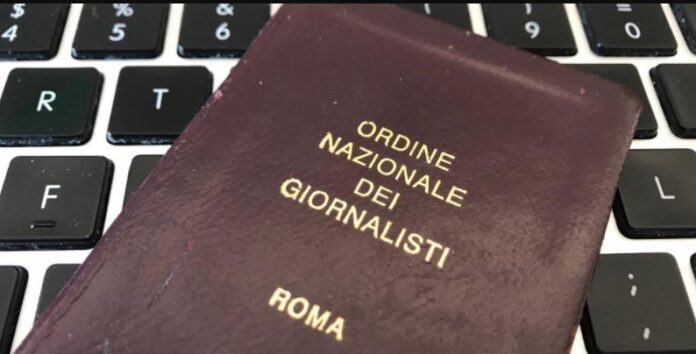 $ % & (
4 5 6 9 0
R T
F L
ORDINE
NAZIONALE
DEI
GIORNALISTI
ROMA
: ;